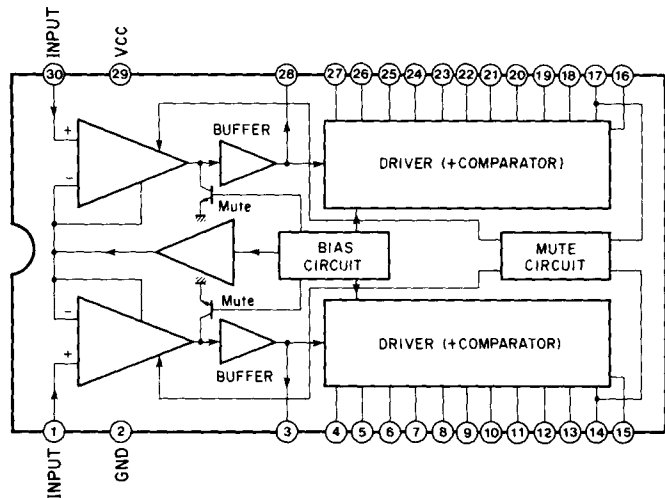 INPUT
VCC
30 29 28 27 26 25 24 23 22 21 20 19 18 17 16
+
BUFFER
DRIVER (+COMPARATOR)
−
Mute
BIAS
CIRCUIT
MUTE
CIRCUIT
Mute
−
+
BUFFER
DRIVER (+COMPARATOR)
1 2 3 4 5 6 7 8 9 10 11 12 13 14 15
INPUT
GND